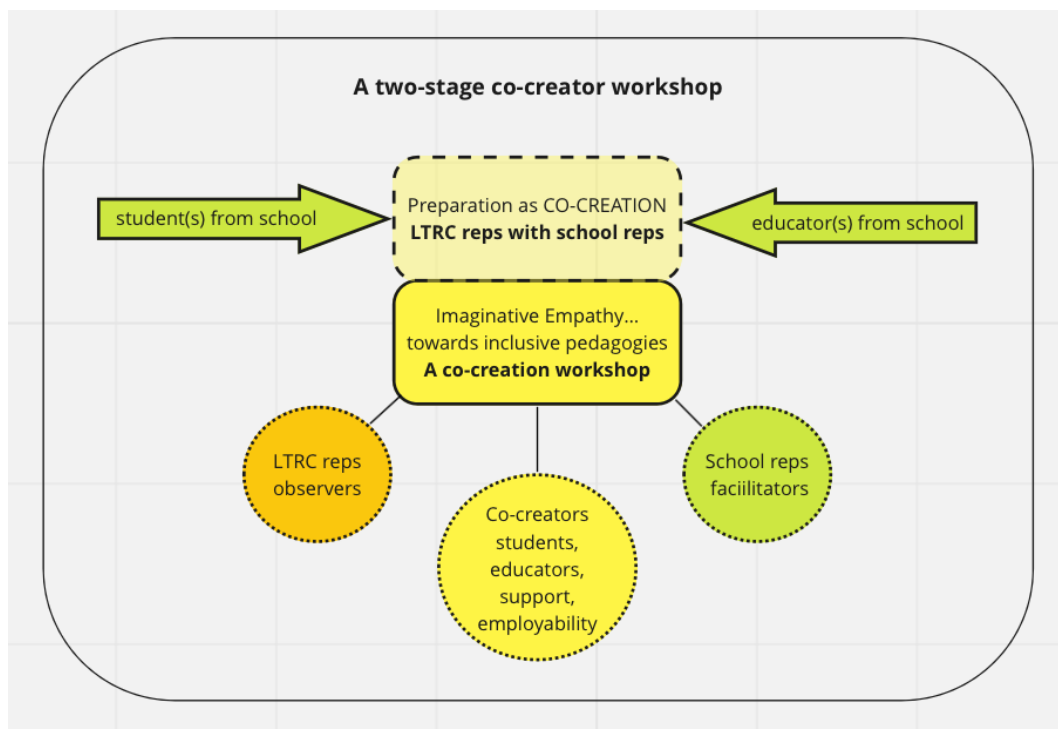 A two-stage co-creator workshop
student(s) from school
Preparation as CO-CREATION
LTRC reps with school reps
educator(s) from school
Imaginative Empathy...
towards inclusive pedagogies
A co-creation workshop
LTRC reps
observers
Co-creators
students,
educators,
support,
employability
School reps
faciilitators